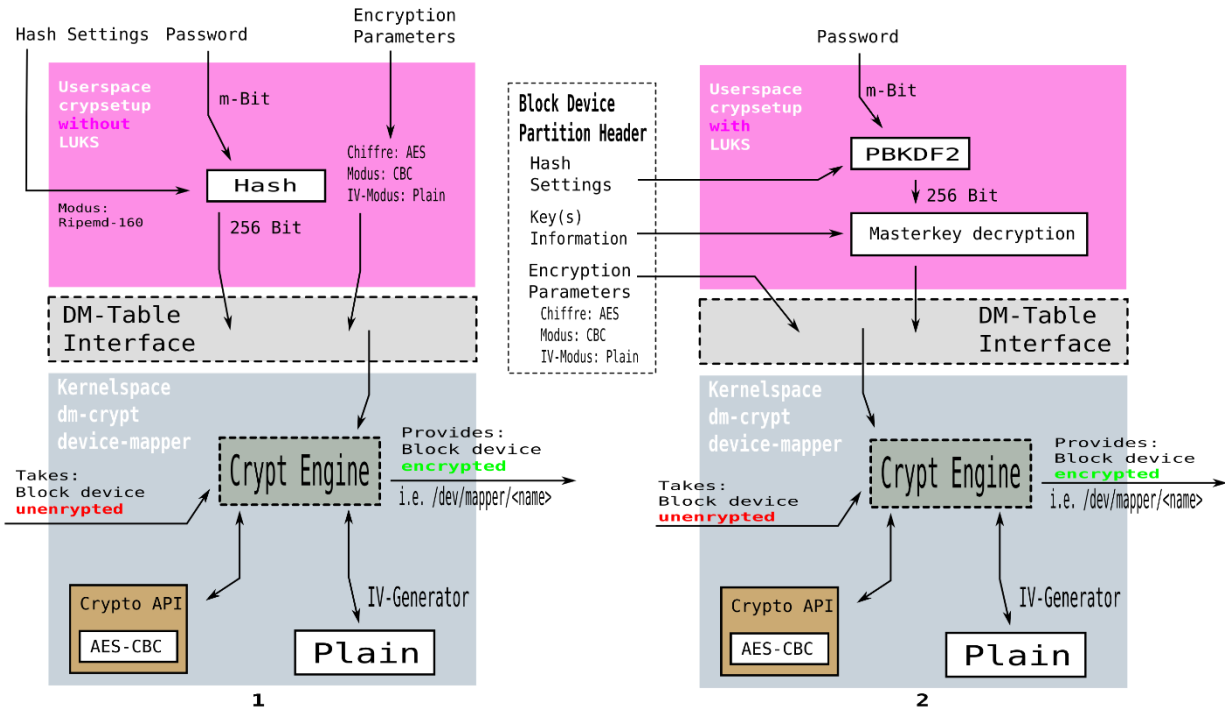 Hash Settings
Password
Encryption
Parameters
Userspace
crypsetup
without
LUKS
m-Bit
Chiffre: AES
Modus: CBC
IV-Modus: Plain
Hash
Modus:
Ripemd-160
256 Bit
DM-Table
Interface
Kernelspace
dm-crypt
device-mapper
Crypt Engine
Provides:
Block device
encrypted
i.e. /dev/mapper/<name>
Takes:
Block device
unenrypted
Crypto API
AES-CBC
IV-Generator
Plain
1
Block Device
Partition Header
Hash
Settings
Key(s)
Information
Encryption
Parameters
Chiffre: AES
Modus: CBC
IV-Modus: Plain
Password
Userspace
crypsetup
with
LUKS
m-Bit
PBKDF2
256 Bit
Masterkey decryption
DM-Table
Interface
Kernelspace
dm-crypt
device-mapper
Crypt Engine
Provides:
Block device
encrypted
i.e. /dev/mapper/<name>
Takes:
Block device
unenrypted
Crypto API
AES-CBC
IV-Generator
Plain
2